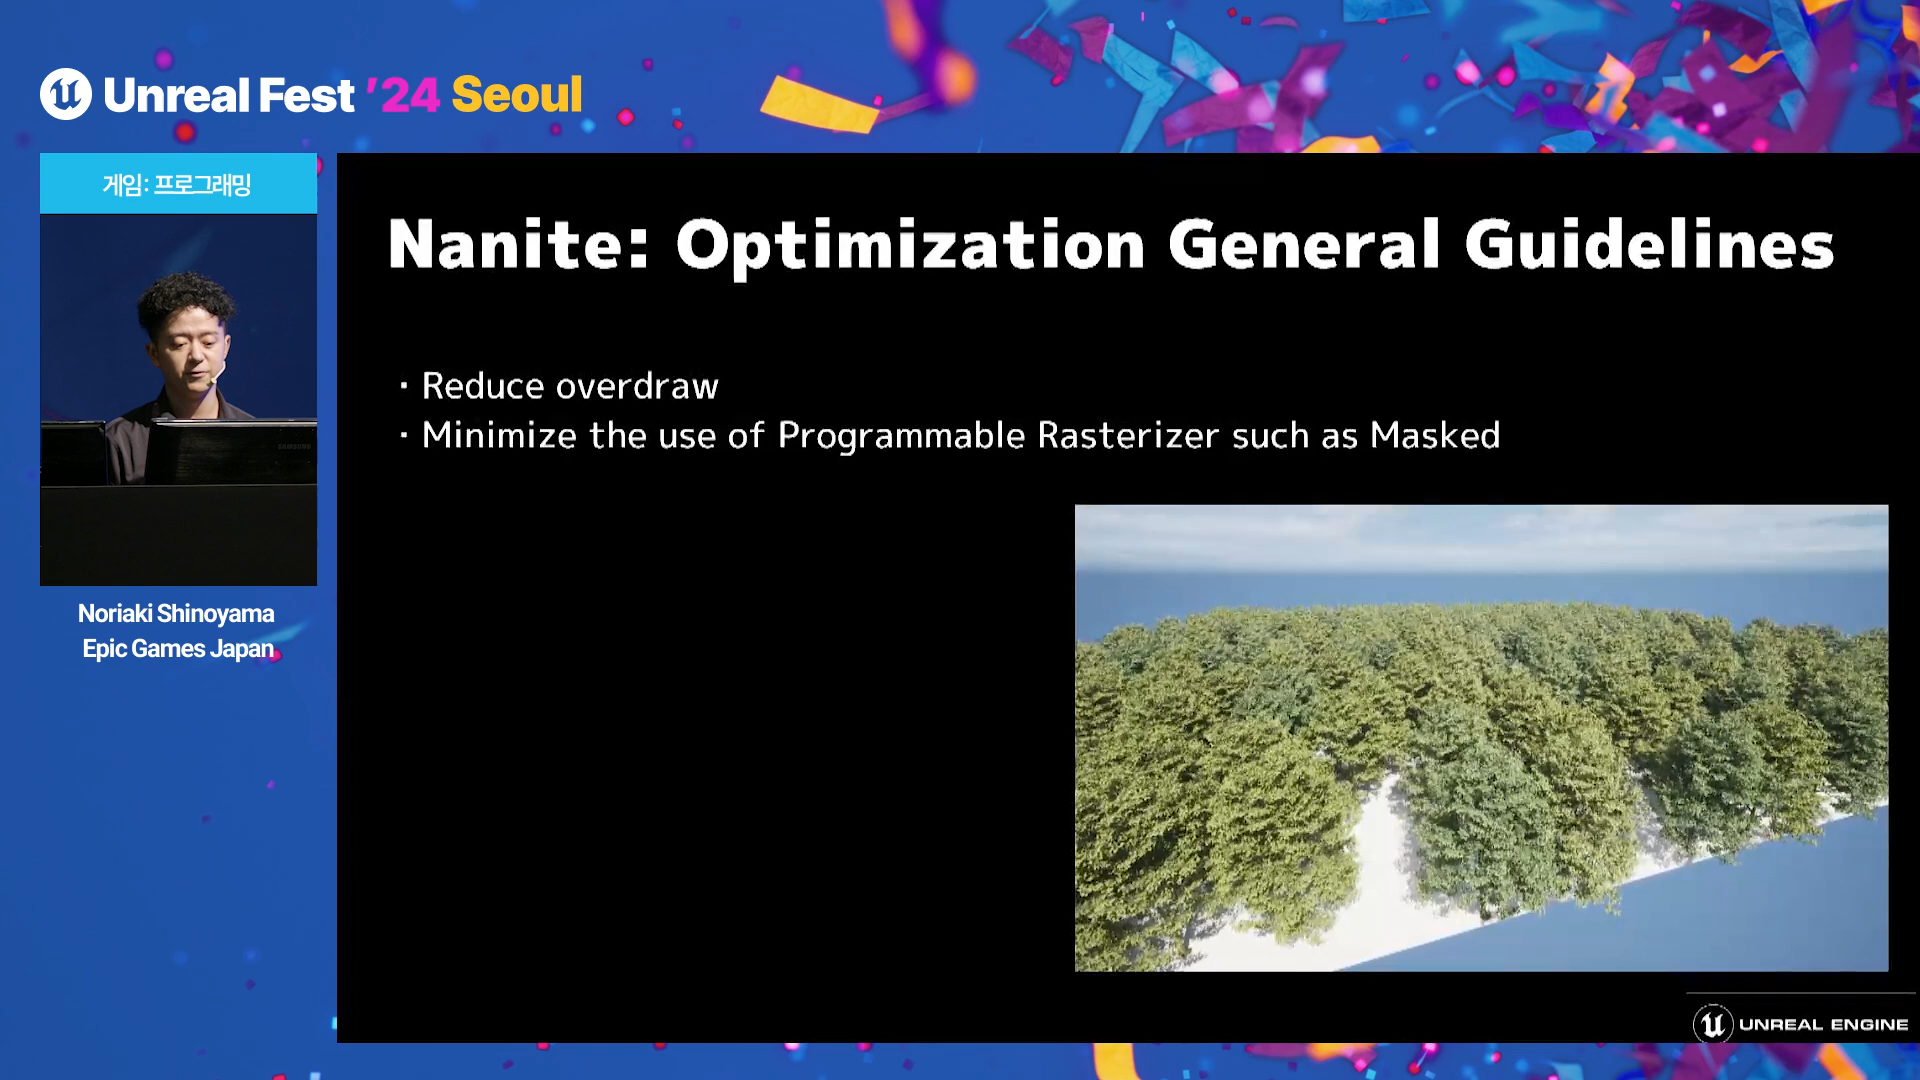 Unreal Fest '24 Seoul
게임: 프로그래밍
Noriaki Shinoyama
Epic Games Japan
Nanite: Optimization General Guidelines
・Reduce overdraw
・Minimize the use of Programmable Rasterizer such as Masked
SAMSUNG
UNREAL ENGINE